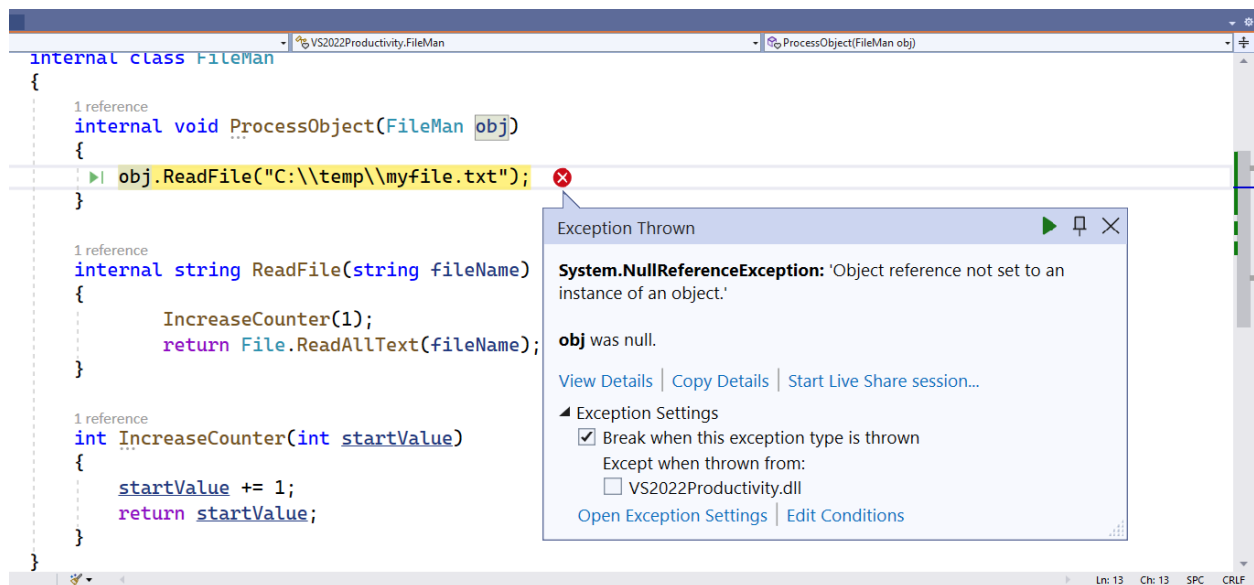 VS2022Productivity.FileMan
ProcessObject(FileMan obj)
internal class FileMan
{
1 reference
internal void ProcessObject(FileMan obj)
{
obj.ReadFile("C:\\temp\\myfile.txt");
}
Exception Thrown
System.NullReferenceException: 'Object reference not set to an
instance of an object.'
obj was null.
View Details | Copy Details | Start Live Share session...
Exception Settings
Break when this exception type is thrown
Except when thrown from:
VS2022Productivity.dll
Open Exception Settings | Edit Conditions
1 reference
internal string ReadFile(string fileName)
{
IncreaseCounter(1);
return File.ReadAllText(fileName);
}
1 reference
int IncreaseCounter(int startValue)
{
startValue += 1;
return startValue;
}
}
Ln: 13 Ch: 13 SPC CRLF